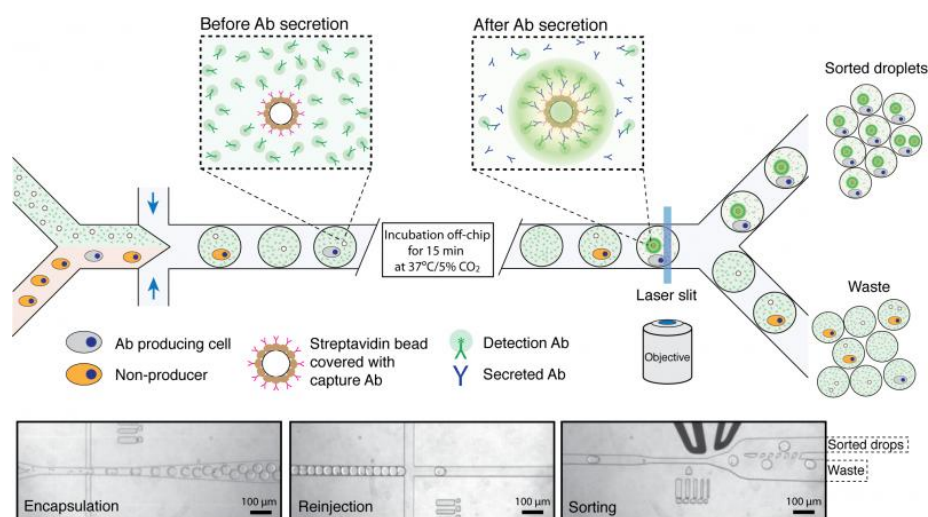 Before Ab secretion
After Ab secretion
Sorted droplets
Incubation off-chip
for 15 min
at 37°C/5% CO₂
Laser slit
Objective
Waste
Ab producing cell
Non-producer
Streptavidin bead
covered with
capture Ab
Detection Ab
Secreted Ab
Encapsulation
100 µm
Reinjection
100 µm
Sorting
100 µm
Sorted drops
Waste